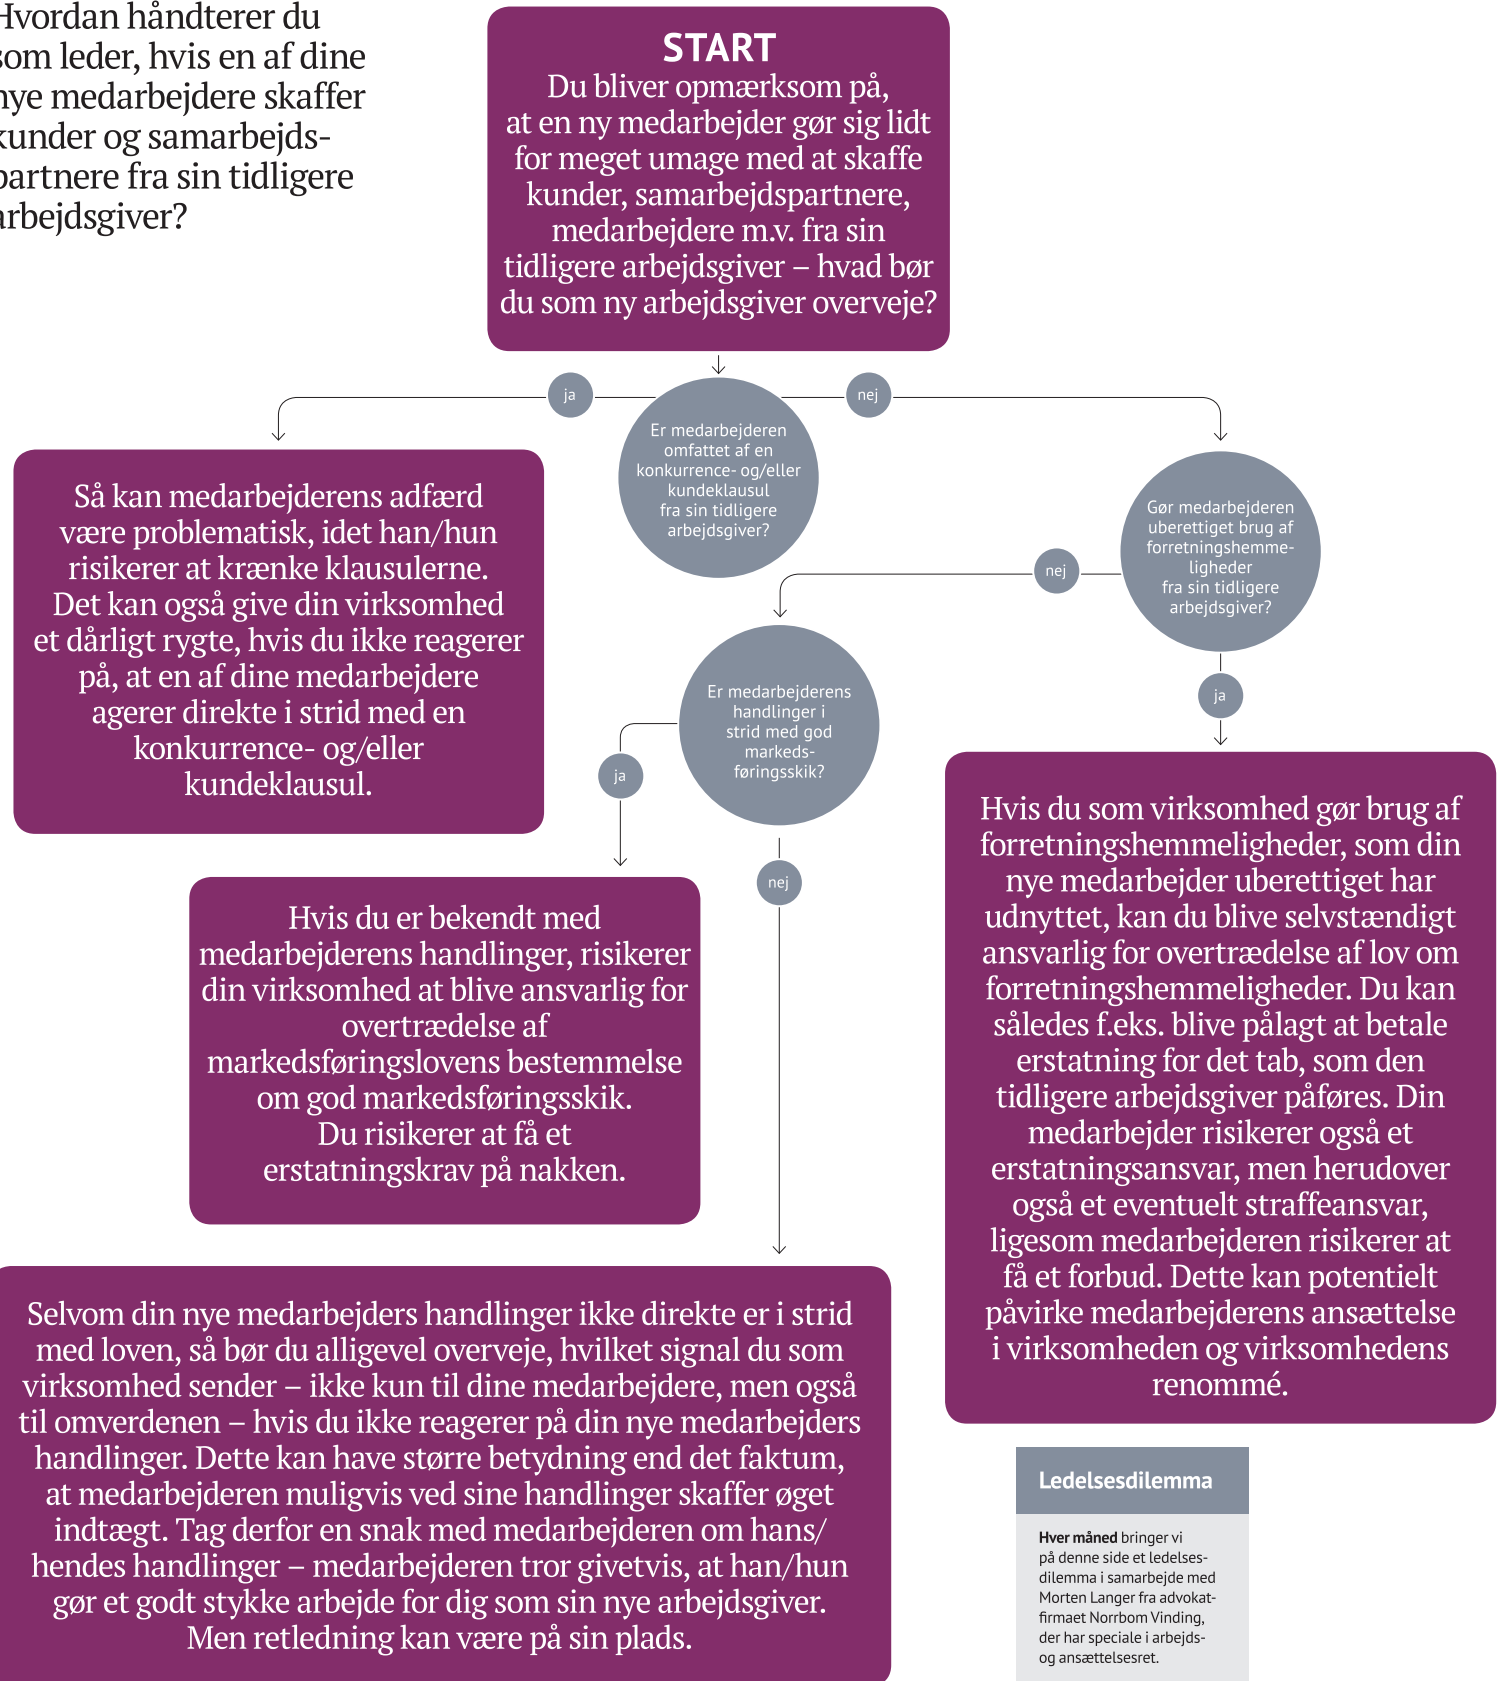 Hvordan håndterer du
som leder, hvis en af dine
nye medarbejdere skaffer
kunder og samarbejds-
partnere fra sin tidligere
arbejdsgiver?
START
Du bliver opmærksom på,
at en ny medarbejder gør sig lidt
for meget umage med at skaffe
kunder, samarbejdspartnere,
medarbejdere m.v. fra sin
tidligere arbejdsgiver – hvad bør
du som ny arbejdsgiver overveje?
ja
nej
Er medarbejderen
omfattet af en
konkurrence- og/eller
kundeklausul
fra sin tidligere
arbejdsgiver?
Så kan medarbejderens adfærd
være problematisk, idet han/hun
risikerer at krænke klausulerne.
Det kan også give din virksomhed
et dårligt rygte, hvis du ikke reagerer
på, at en af dine medarbejdere
agerer direkte i strid med en
konkurrence- og/eller
kundeklausul.
Gør medarbejderen
uberettiget brug af
forretningshemme-
ligheder
fra sin tidligere
arbejdsgiver?
nej
ja
Er medarbejderens
handlinger i
strid med god
markeds-
føringsskik?
ja
nej
Hvis du er bekendt med
medarbejderens handlinger, risikerer
din virksomhed at blive ansvarlig for
overtrædelse af
markedsføringslovens bestemmelse
om god markedsføringsskik.
Du risikerer at få et
erstatningskrav på nakken.
Hvis du som virksomhed gør brug af
forretningshemmeligheder, som din
nye medarbejder uberettiget har
udnyttet, kan du blive selvstændigt
ansvarlig for overtrædelse af lov om
forretningshemmeligheder. Du kan
således f.eks. blive pålagt at betale
erstatning for det tab, som den
tidligere arbejdsgiver påføres. Din
medarbejder risikerer også et
erstatningsansvar, men herudover
også et eventuelt straffeansvar,
ligesom medarbejderen risikerer at
få et forbud. Dette kan potentielt
påvirke medarbejderens ansættelse
i virksomheden og virksomhedens
renommé.
Selvom din nye medarbejders handlinger ikke direkte er i strid
med loven, så bør du alligevel overveje, hvilket signal du som
virksomhed sender – ikke kun til dine medarbejdere, men også
til omverdenen – hvis du ikke reagerer på din nye medarbejders
handlinger. Dette kan have større betydning end det faktum,
at medarbejderen muligvis ved sine handlinger skaffer øget
indtægt. Tag derfor en snak med medarbejderen om hans/
hendes handlinger – medarbejderen tror givetvis, at han/hun
gør et godt stykke arbejde for dig som sin nye arbejdsgiver.
Men retledning kan være på sin plads.
Ledelsesdilemma
Hver måned bringer vi
på denne side et ledelses-
dilemma i samarbejde med
Morten Langer fra advokat-
firmaet Norrbom Vinding,
der har speciale i arbejds-
og ansættelsesret.